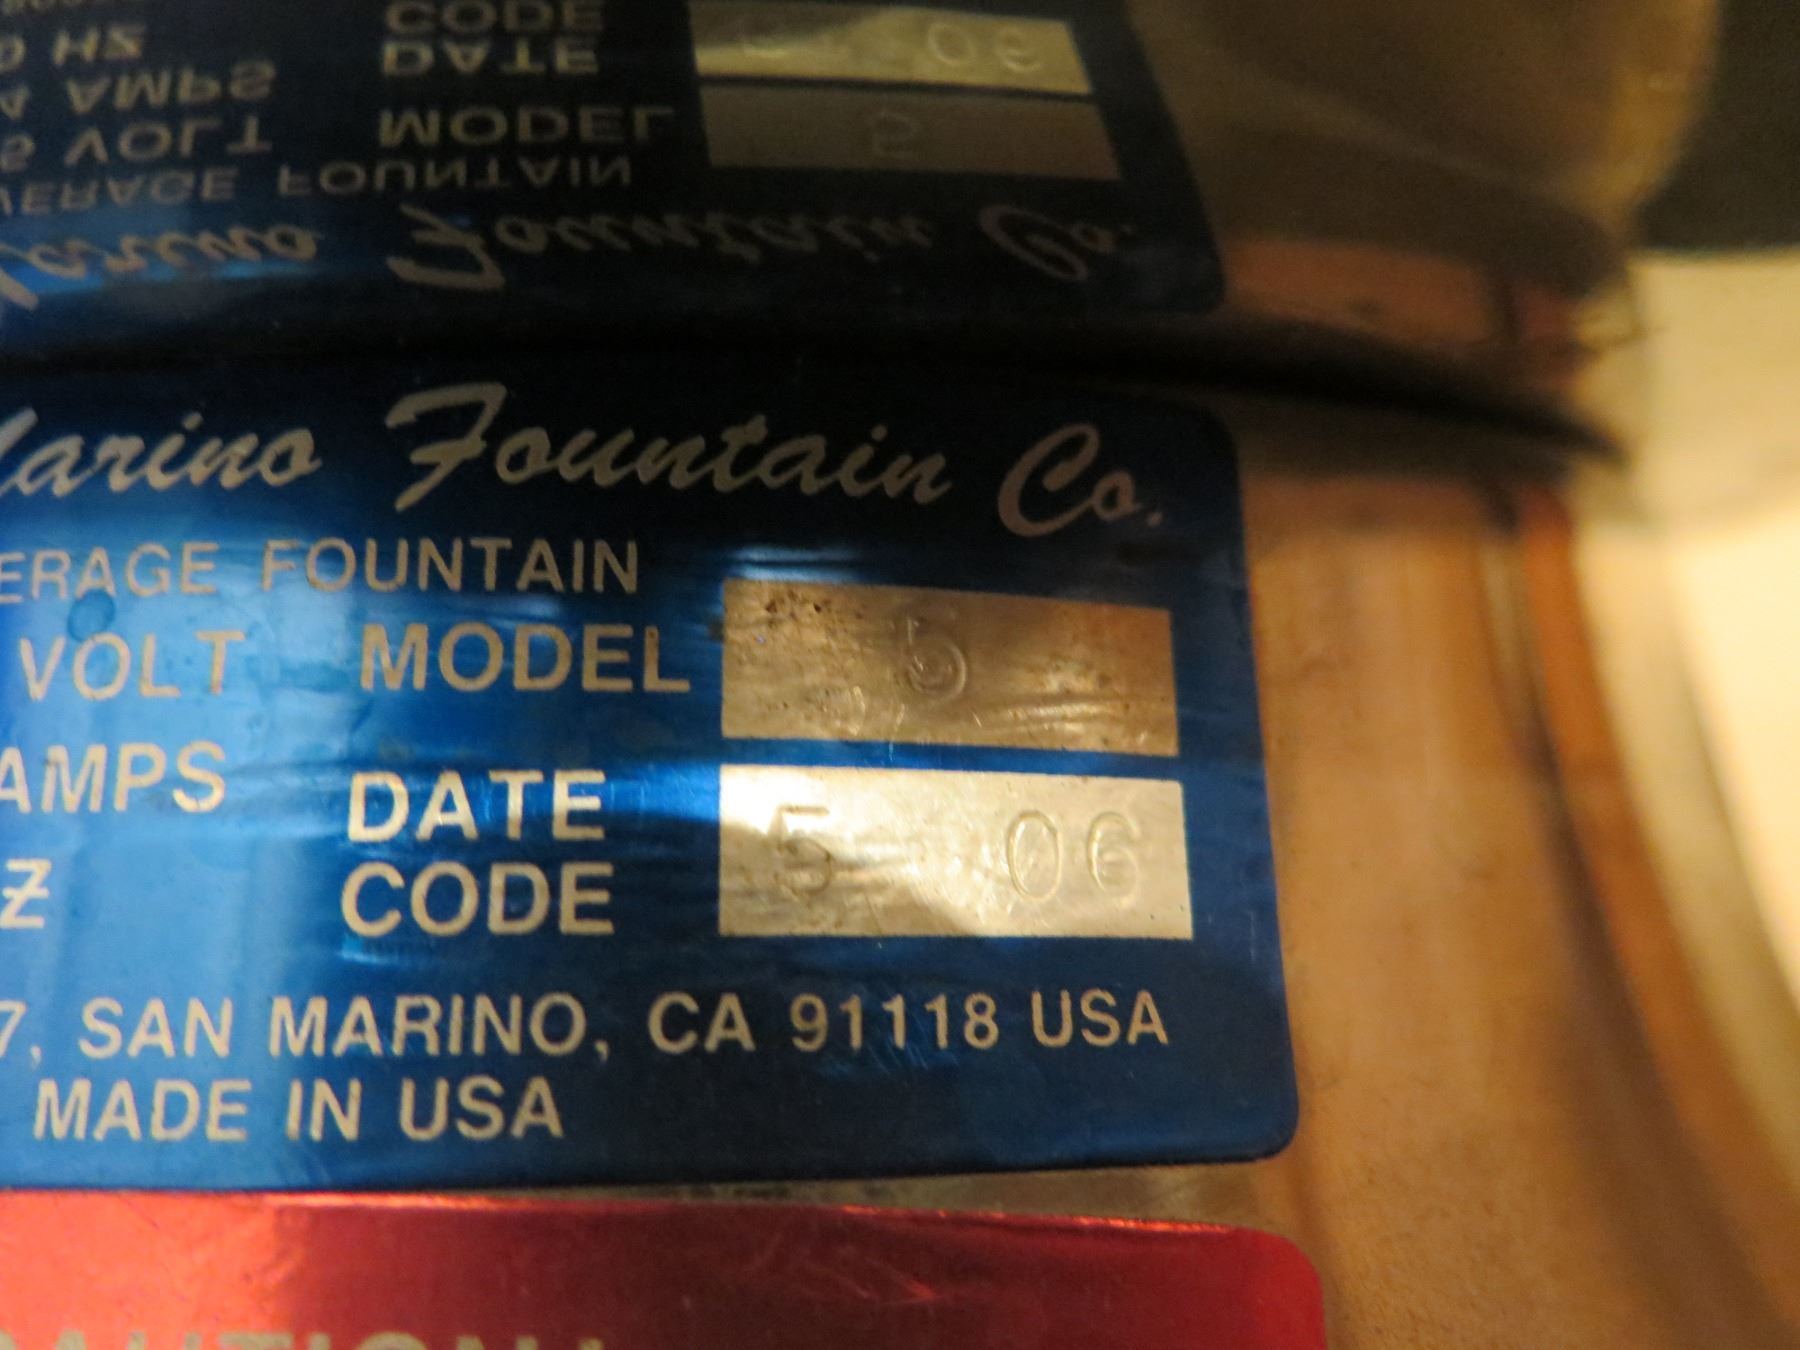 arino Fountain Co.
ERAGE FOUNTAIN
VOLT MODEL 5
AMPS
DATE CODE 5 06
Z
7, SAN MARINO, CA 91118 USA
MADE IN USA